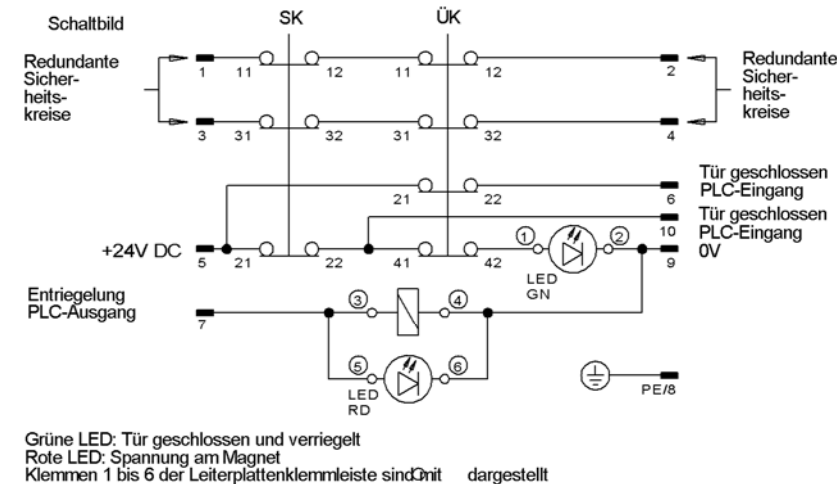 Schaltbild
SK
ÜK
Redundante
Sicher-
heits-
kreise
1
11
12
11
12
2
Redundante
Sicher-
heits-
kreise
3
31
32
31
32
4
21
22
6
Tür geschlossen
PLC-Eingang
10
Tür geschlossen
PLC-Eingang
+24V DC
5
21
22
41
42
1
2
LED
GN
9
0V
Entriegelung
PLC-Ausgang
7
3
4
5
6
LED
RD
PE/8
Grüne LED: Tür geschlossen und verriegelt
Rote LED: Spannung am Magnet
Klemmen 1 bis 6 der Leiterplattenklemmleiste sind mit dargestellt